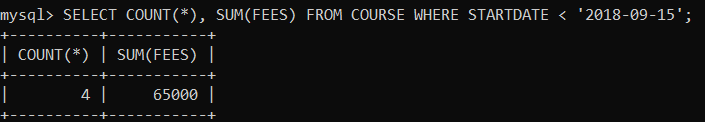 mysql> SELECT COUNT(*), SUM(FEES) FROM COURSE WHERE STARTDATE < '2018-09-15';
+----------+-----------+
| COUNT(*) | SUM(FEES) |
+----------+-----------+
|        4 |     65000 |
+----------+-----------+